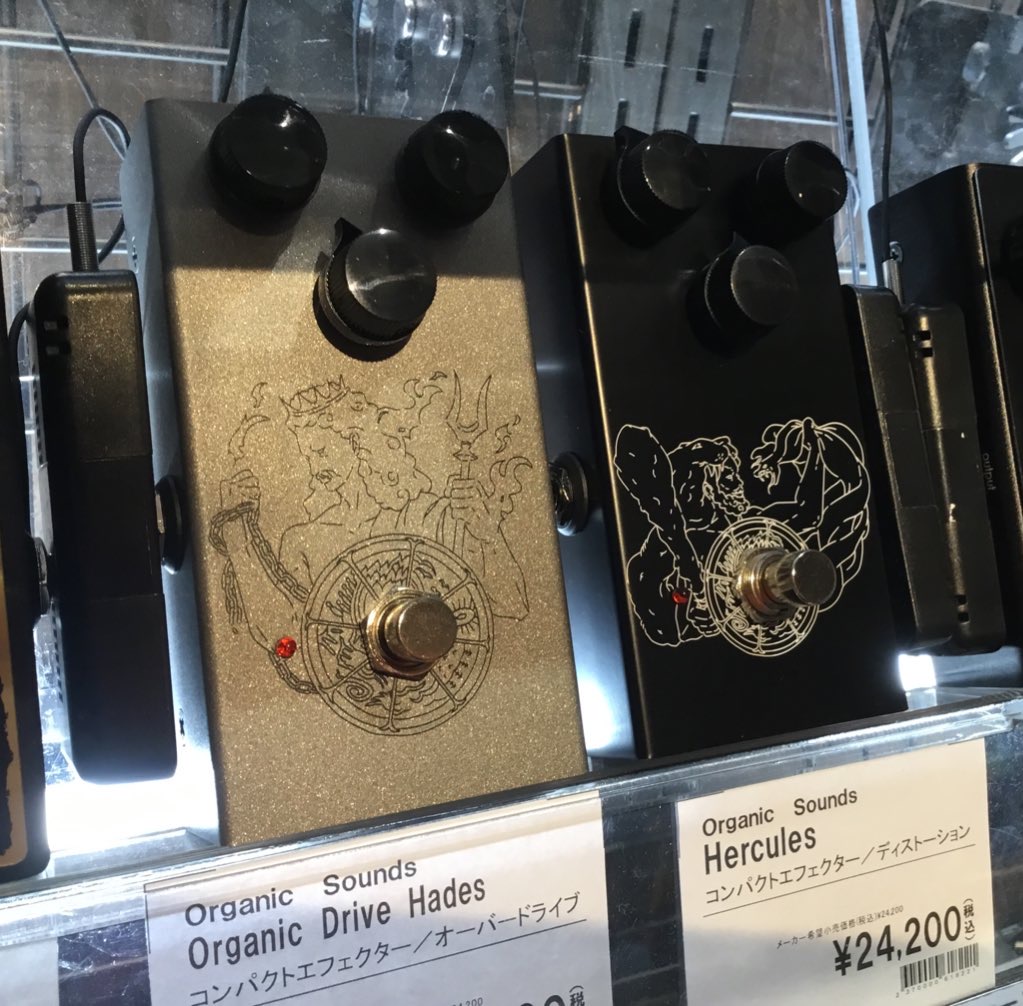 output
Organic Sounds
Organic Drive Hades
コンパクトエフェクター／オーバードライブ
Organic Sounds
Hercules
コンパクトエフェクター／ディストーション
メーカー希望小売価格(税込)¥24,200
¥24,200(税込)